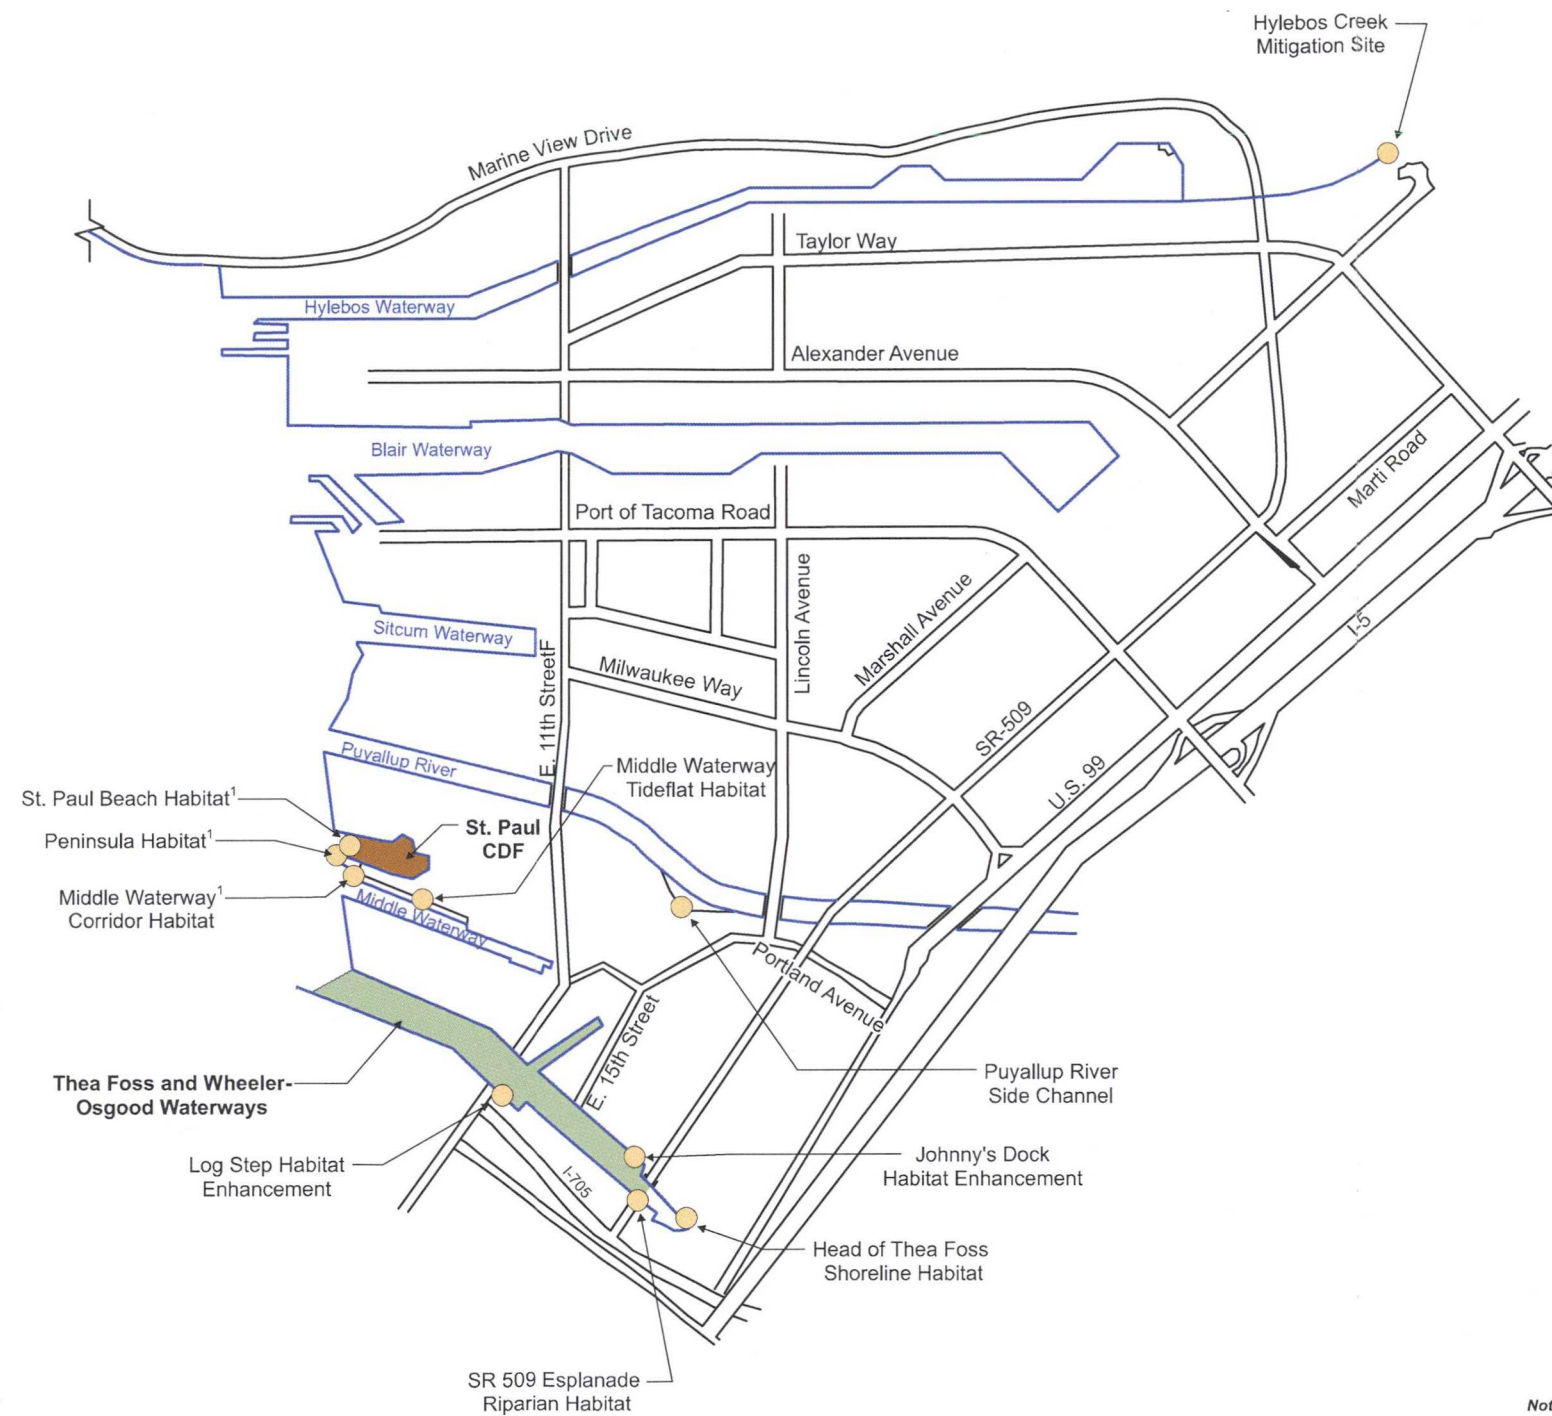 Hylebos Creek
Mitigation Site
Marine View Drive
Taylor Way
Hylebos Waterway
Alexander Avenue
Blair Waterway
Marti Road
Port of Tacoma Road
Lincoln Avenue
Marshall Avenue
I-5
Sitcum Waterway
E. 11th StreetF
Milwaukee Way
SR-509
Puyallup River
U.S. 99
Middle Waterway
Tideflat Habitat
St. Paul Beach Habitat¹
Peninsula Habitat¹
St. Paul
CDF
Middle Waterway¹
Corridor Habitat
Middle Waterway
Portland Avenue
E. 15th Street
Thea Foss and Wheeler-
Osgood Waterways
Puyallup River
Side Channel
Log Step Habitat
Enhancement
I-705
Johnny's Dock
Habitat Enhancement
Head of Thea Foss
Shoreline Habitat
SR 509 Esplanade
Riparian Habitat
Not